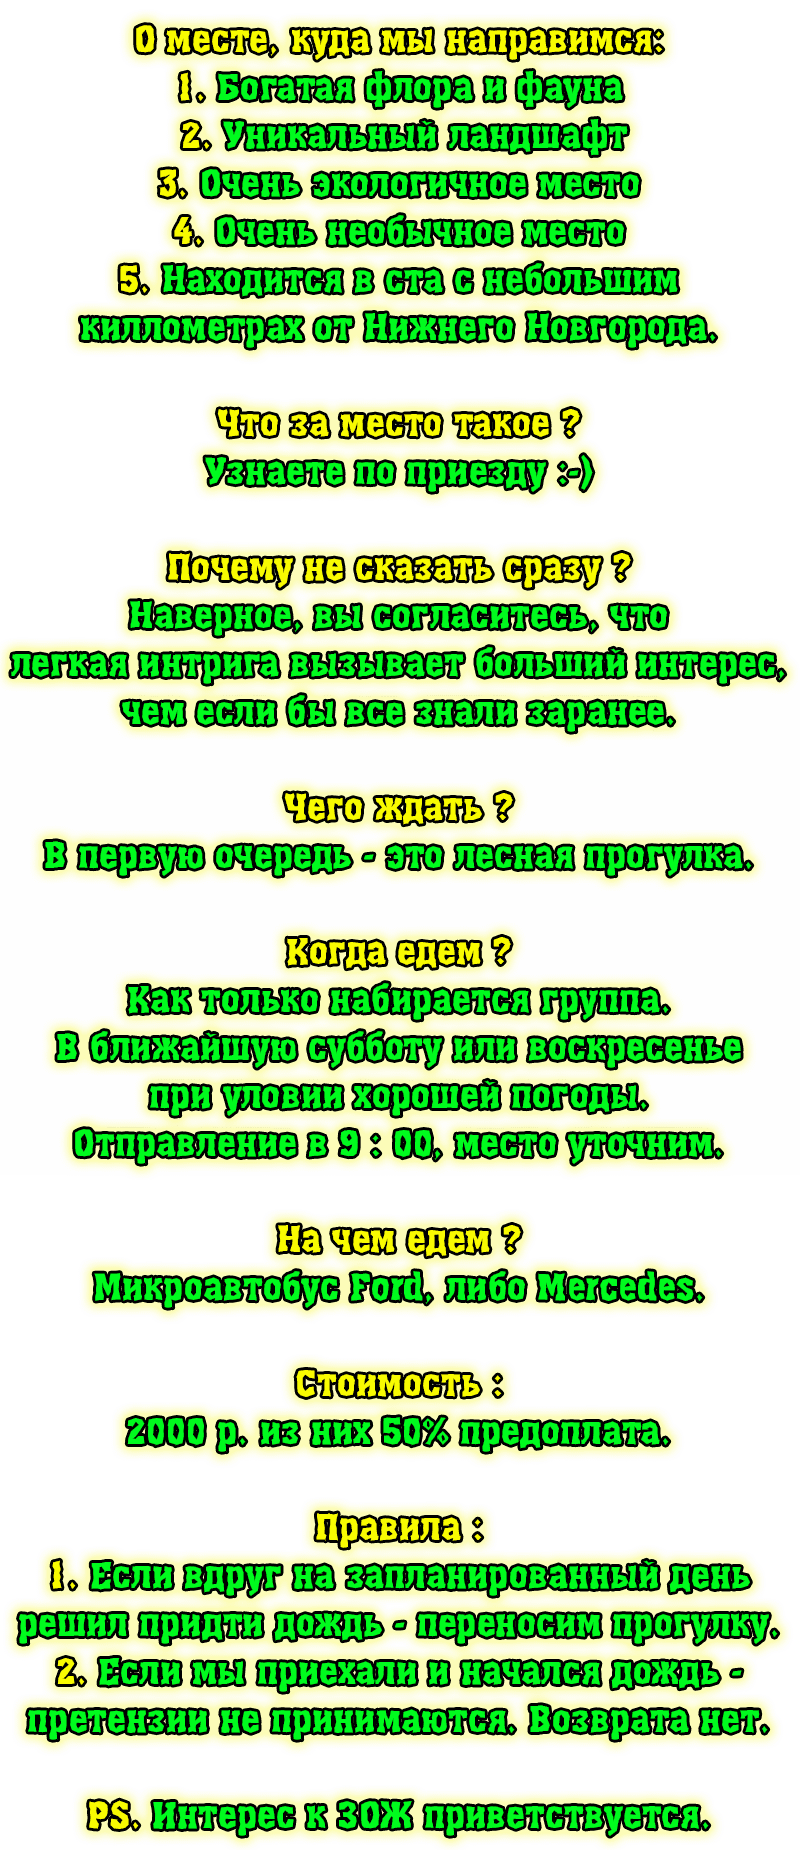 О месте, куда мы направимся:
1. Богатая флора и фауна
2. Уникальный ландшафт
3. Очень экологичное место
4. Очень необычное место
5. Находится в ста с небольшим
киллометрах от Нижнего Новгорода.
Что за место такое ?
Узнаете по приезду :-)
Почему не сказать сразу ?
Наверное, вы согласитесь, что
легкая интрига вызывает больший интерес,
чем если бы все знали заранее.
Чего ждать ?
В первую очередь - это лесная прогулка.
Когда едем ?
Как только набирается группа.
В ближайшую субботу или воскресенье
при уловии хорошей погоды.
Отправление в 9 : 00, место уточним.
На чем едем ?
Микроавтобус Ford, либо Mercedes.
Стоимость :
2000 р. из них 50% предоплата.
Правила :
1. Если вдруг на запланированный день
решил придти дождь - переносим прогулку.
2. Если мы приехали и начался дождь -
претензии не принимаются. Возврата нет.
PS. Интерес к ЗОЖ приветствуется.